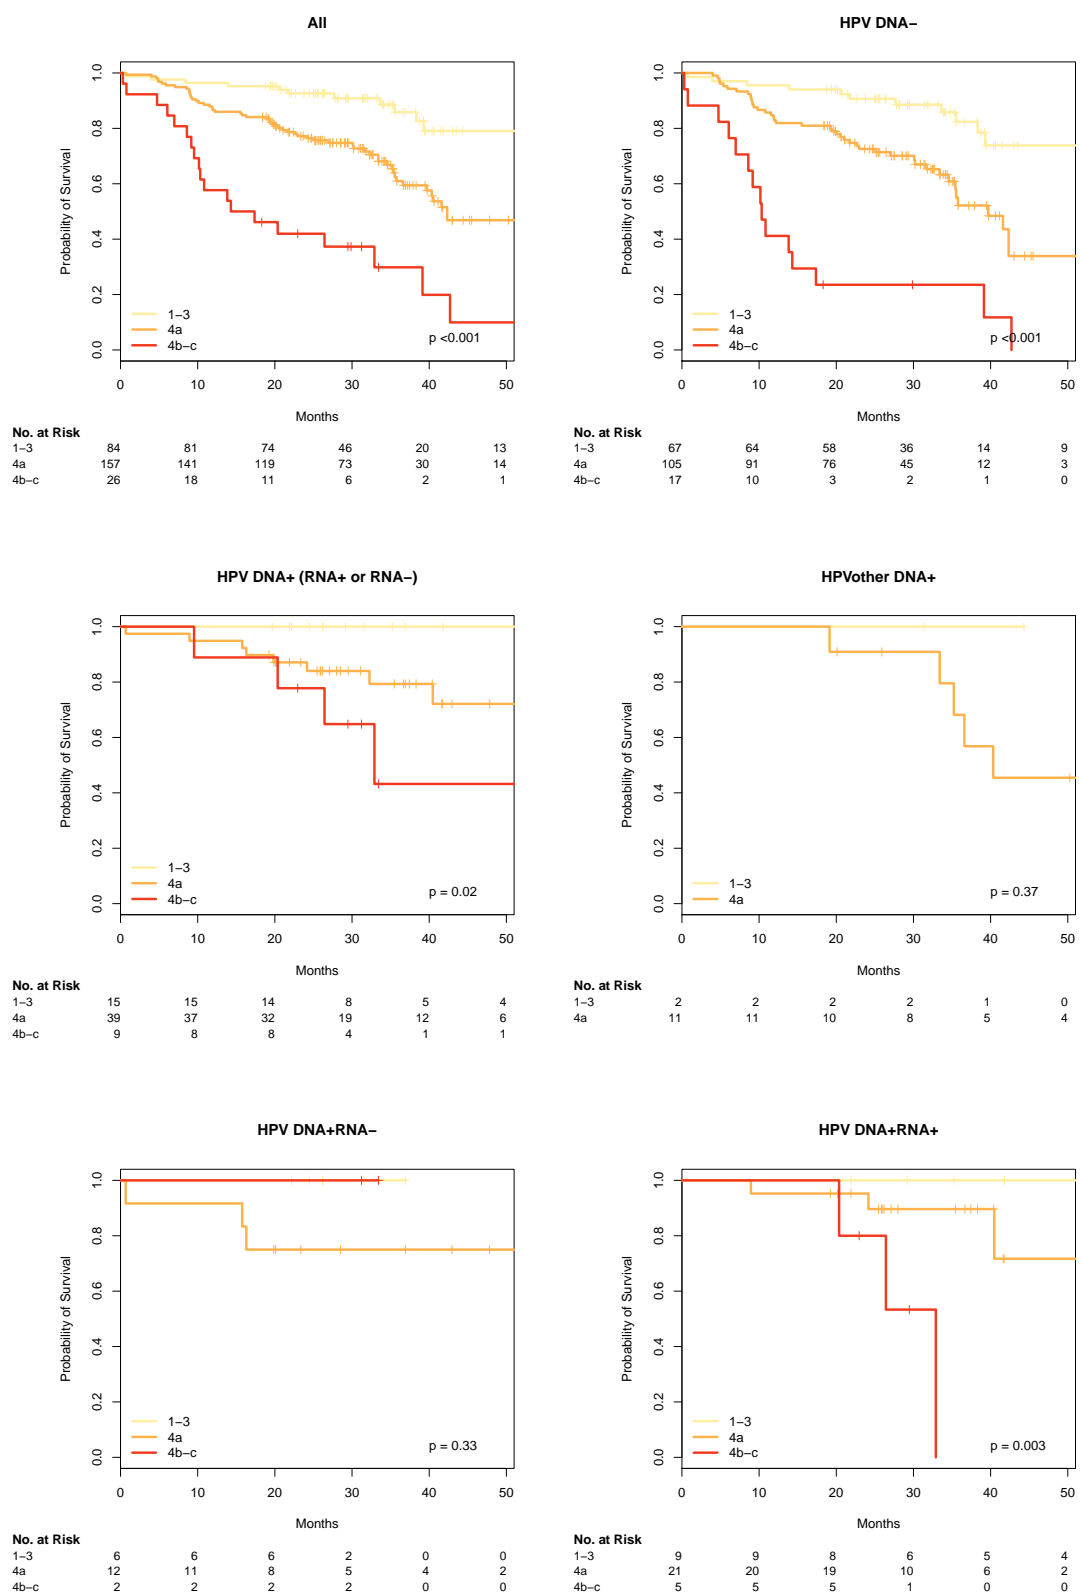 All
Probability of Survival
1.0
0.8
0.6
0.4
0.2
0.0
1–3
4a
4b–c
p <0.001
0 10 20 30 40 50
Months
No. at Risk
1–3 84 81 74 46 20 13
4a 157 141 119 73 30 14
4b–c 26 18 11 6 2 1
HPV DNA–
Probability of Survival
1.0
0.8
0.6
0.4
0.2
0.0
1–3
4a
4b–c
p <0.001
0 10 20 30 40 50
Months
No. at Risk
1–3 67 64 58 36 14 9
4a 105 91 76 45 12 3
4b–c 17 10 3 2 1 0
HPV DNA+ (RNA+ or RNA–)
Probability of Survival
1.0
0.8
0.6
0.4
0.2
0.0
1–3
4a
4b–c
p = 0.02
0 10 20 30 40 50
Months
No. at Risk
1–3 15 15 14 8 5 4
4a 39 37 32 19 12 6
4b–c 9 8 8 4 1 1
HPVother DNA+
Probability of Survival
1.0
0.8
0.6
0.4
0.2
0.0
1–3
4a
p = 0.37
0 10 20 30 40 50
Months
No. at Risk
1–3 2 2 2 2 1 0
4a 11 11 10 8 5 4
HPV DNA+RNA–
Probability of Survival
1.0
0.8
0.6
0.4
0.2
0.0
1–3
4a
4b–c
p = 0.33
0 10 20 30 40 50
Months
No. at Risk
1–3 6 6 6 2 0 0
4a 12 11 8 5 4 2
4b–c 2 2 2 2 0 0
HPV DNA+RNA+
Probability of Survival
1.0
0.8
0.6
0.4
0.2
0.0
1–3
4a
4b–c
p = 0.003
0 10 20 30 40 50
Months
No. at Risk
1–3 9 9 8 6 5 4
4a 21 20 19 10 6 2
4b–c 5 5 5 1 0 0